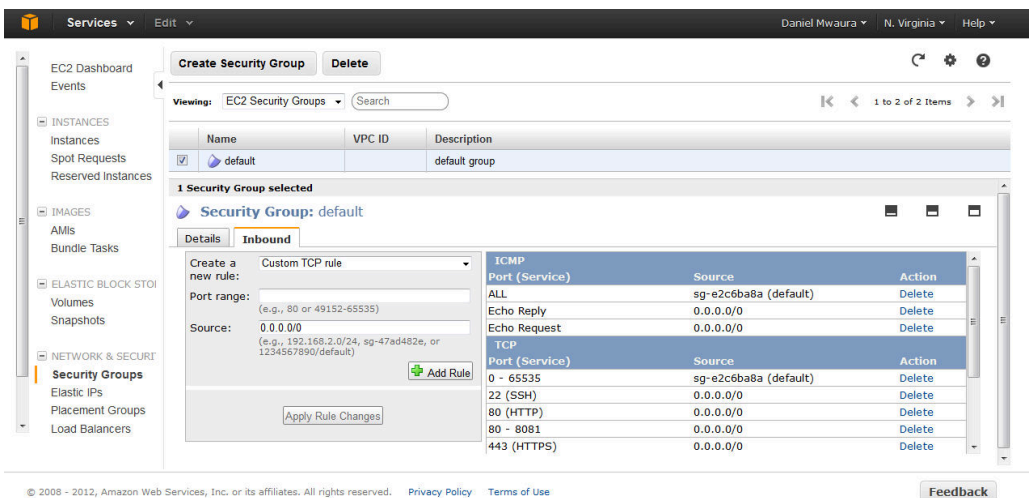 Services Edit Daniel Mwaura N. Virginia Help
EC2 Dashboard
Events
INSTANCES
Instances
Spot Requests
Reserved Instances
IMAGES
AMIs
Bundle Tasks
ELASTIC BLOCK STO
Volumes
Snapshots
NETWORK & SECURI
Security Groups
Elastic IPs
Placement Groups
Load Balancers
Create Security Group Delete
Viewing: EC2 Security Groups Search 1 to 2 of 2 Items
Name VPC ID Description
default default group
1 Security Group selected
Security Group: default
Details Inbound
Create a new rule: Custom TCP rule
Port range:
(e.g., 80 or 49152-65535)
Source: 0.0.0.0/0
(e.g., 192.168.2.0/24, sg-47ad482e, or
1234567890/default)
Add Rule
Apply Rule Changes
ICMP
Port (Service) Source Action
ALL sg-e2c6ba8a (default) Delete
Echo Reply 0.0.0.0/0 Delete
Echo Request 0.0.0.0/0 Delete
TCP
Port (Service) Source Action
0 - 65535 sg-e2c6ba8a (default) Delete
22 (SSH) 0.0.0.0/0 Delete
80 (HTTP) 0.0.0.0/0 Delete
80 - 8081 0.0.0.0/0 Delete
443 (HTTPS) 0.0.0.0/0 Delete
© 2008 - 2012, Amazon Web Services, Inc. or its affiliates. All rights reserved. Privacy Policy Terms of Use Feedback